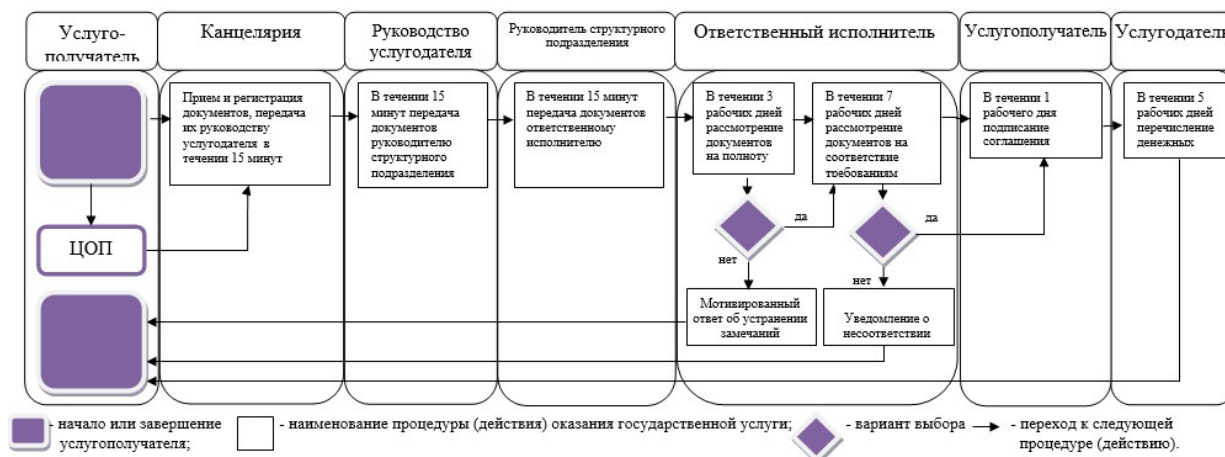 Услуго-
получатель
Канцелярия
Руководство
услугодателя
Руководитель структурного
подразделения
Ответственный исполнитель
Услугополучатель
Услугодатель
Прием и регистрация
документов, передача
их руководству
услугодателя в
течении 15 минут
В течении 15
минут передача
документов
руководителю
структурного
подразделения
В течении 15 минут
передача документов
ответственному
исполнителю
В течении 3
рабочих дней
рассмотрение
документов
на полноту
В течении 7
рабочих дней
рассмотрение
документов на
соответствие
требованиям
В течении 1
рабочего дня
подписание
соглашения
В течении 5
рабочих дней
перечисление
денежных
ЦОП
да
да
нет
нет
Мотивированный
ответ об устранении
замечаний
Уведомление о
несоответствии
- начало или завершение
услугополучателя;
- наименование процедуры (действия) оказания государственной услуги;
- вариант выбора
- переход к следующей
процедуре (действию).